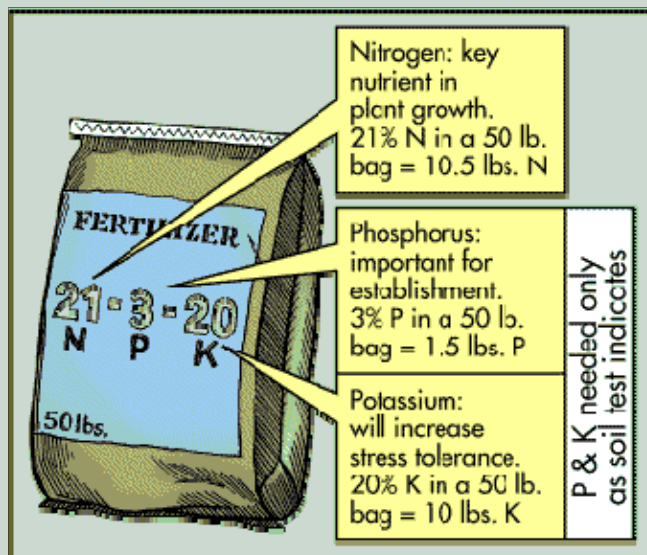 Nitrogen: key
nutrient in
plant growth.
21% N in a 50 lb.
bag = 10.5 lbs. N
FERTILIZER
21-3-20
N P K
50 lbs.
Phosphorus:
important for
establishment.
3% P in a 50 lb.
bag = 1.5 lbs. P
Potassium:
will increase
stress tolerance.
20% K in a 50 lb.
bag = 10 lbs. K
P & K needed only
as soil test indicates